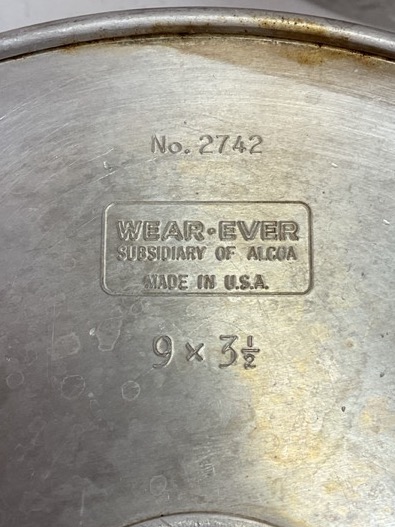 No. 2742
WEAR·EVER
SUBSIDIARY OF ALCOA
MADE IN U.S.A.
9 × 3½